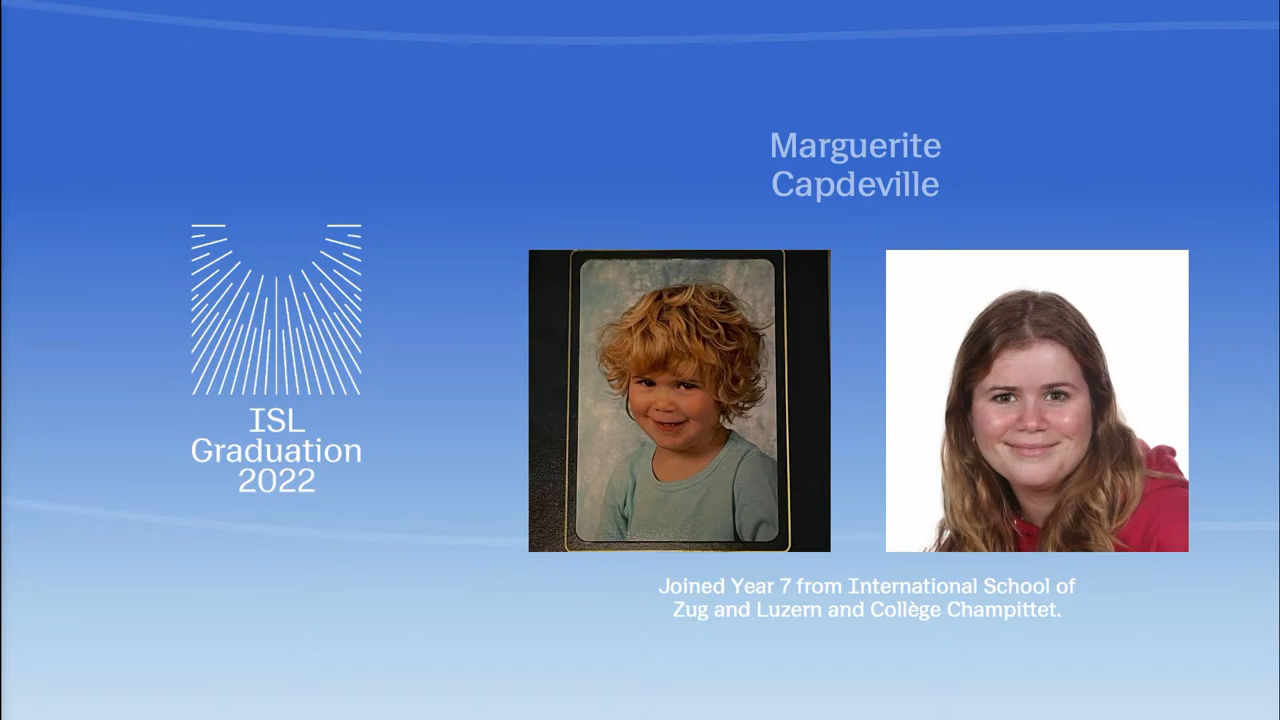 Marguerite
Capdeville
ISL
Graduation
2022
Joined Year 7 from International School of
Zug and Luzern and Collège Champittet.